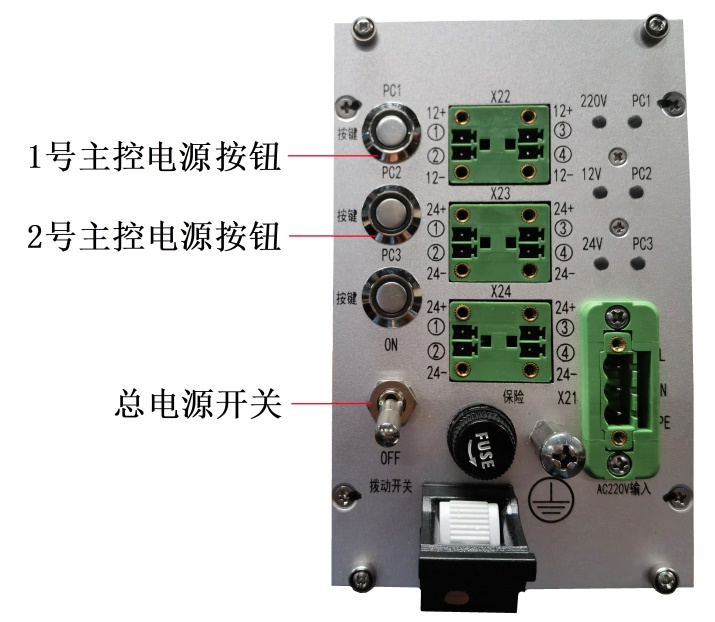 PC1
X22
220V
PC1
12+
12+
按键
①
③
1号主控电源按钮
②
④
12-
12-
PC2
X23
12V
PC2
24+
24+
按键
①
③
2号主控电源按钮
②
④
24V
PC3
PC3
24-
24-
X24
按键
24+
24+
①
③
ON
②
④
L
24-
24-
保险
X21
N
总电源开关
PE
FUSE
OFF
拨动开关
AC220V输入